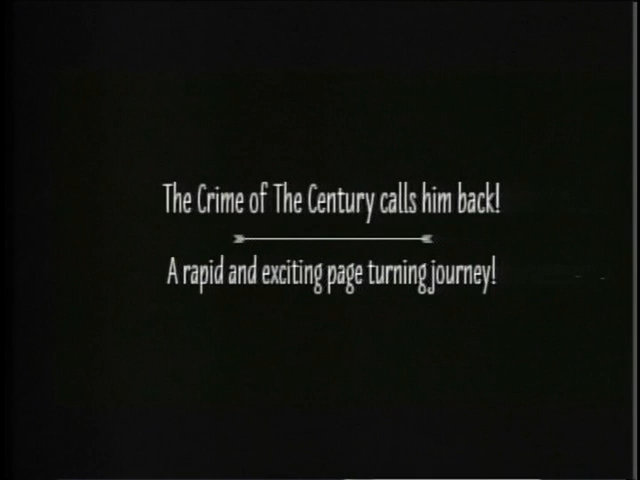 The Crime of The Century calls him back!
A rapid and exciting page turning journey!